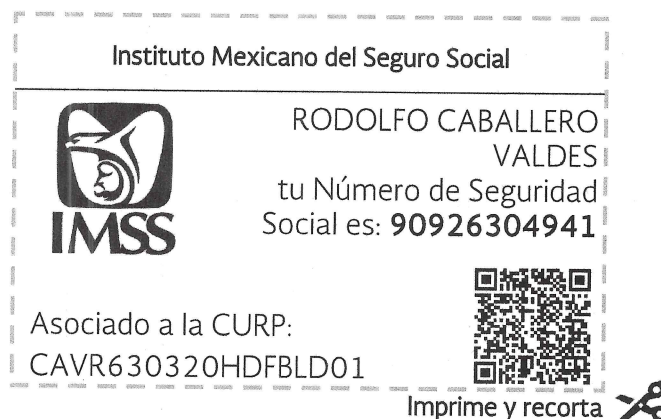 Instituto Mexicano del Seguro Social
RODOLFO CABALLERO
VALDES
tu Número de Seguridad
Social es: 90926304941
IMSS
Asociado a la CURP:
CAVR630320HDFBLD01
Imprime y recorta